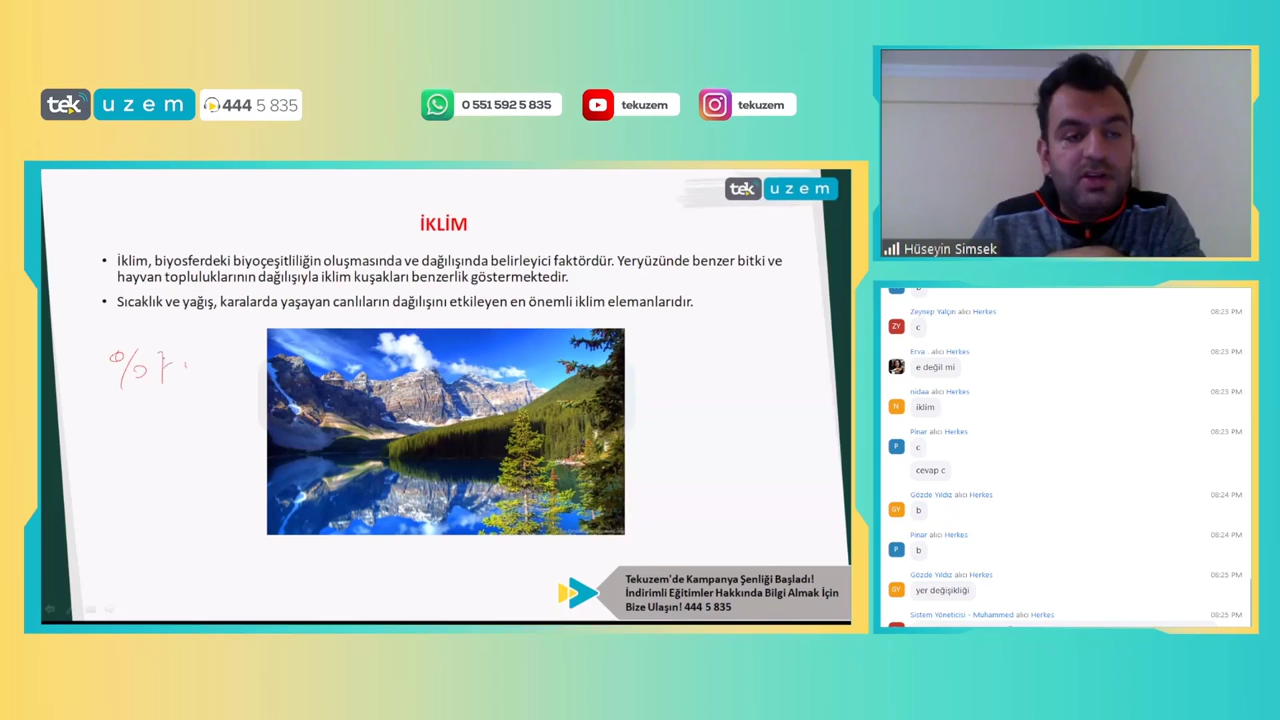 tek uzem 444 5 835
0 551 592 5 835
tekuzem
tekuzem
tek uzem
İKLİM
• İklim, biyosferdeki biyoçeşitliliğin oluşmasında ve dağılışında belirleyici faktördür. Yeryüzünde benzer bitki ve
hayvan topluluklarının dağılışıyla iklim kuşakları benzerlik göstermektedir.
• Sıcaklık ve yağış, karalarda yaşayan canlıların dağılışını etkileyen en önemli iklim elemanlarıdır.
Tekuzem'de Kampanya Şenliği Başladı!
İndirimli Eğitimler Hakkında Bilgi Almak İçin
Bize Ulaşın! 444 5 835
Hüseyin Simsek
Zeynep Yalçın alıcı Herkes 08:23 PM
ZY c
Erva . alıcı Herkes 08:23 PM
e değil mi
nidaa alıcı Herkes 08:23 PM
N iklim
Pinar alıcı Herkes 08:23 PM
P c
cevap c
Gözde Yıldız alıcı Herkes 08:24 PM
GY b
Pinar alıcı Herkes 08:24 PM
P b
Gözde Yıldız alıcı Herkes 08:25 PM
GY yer değişikliği
Sistem Yöneticisi - Muhammed alıcı Herkes 08:25 PM